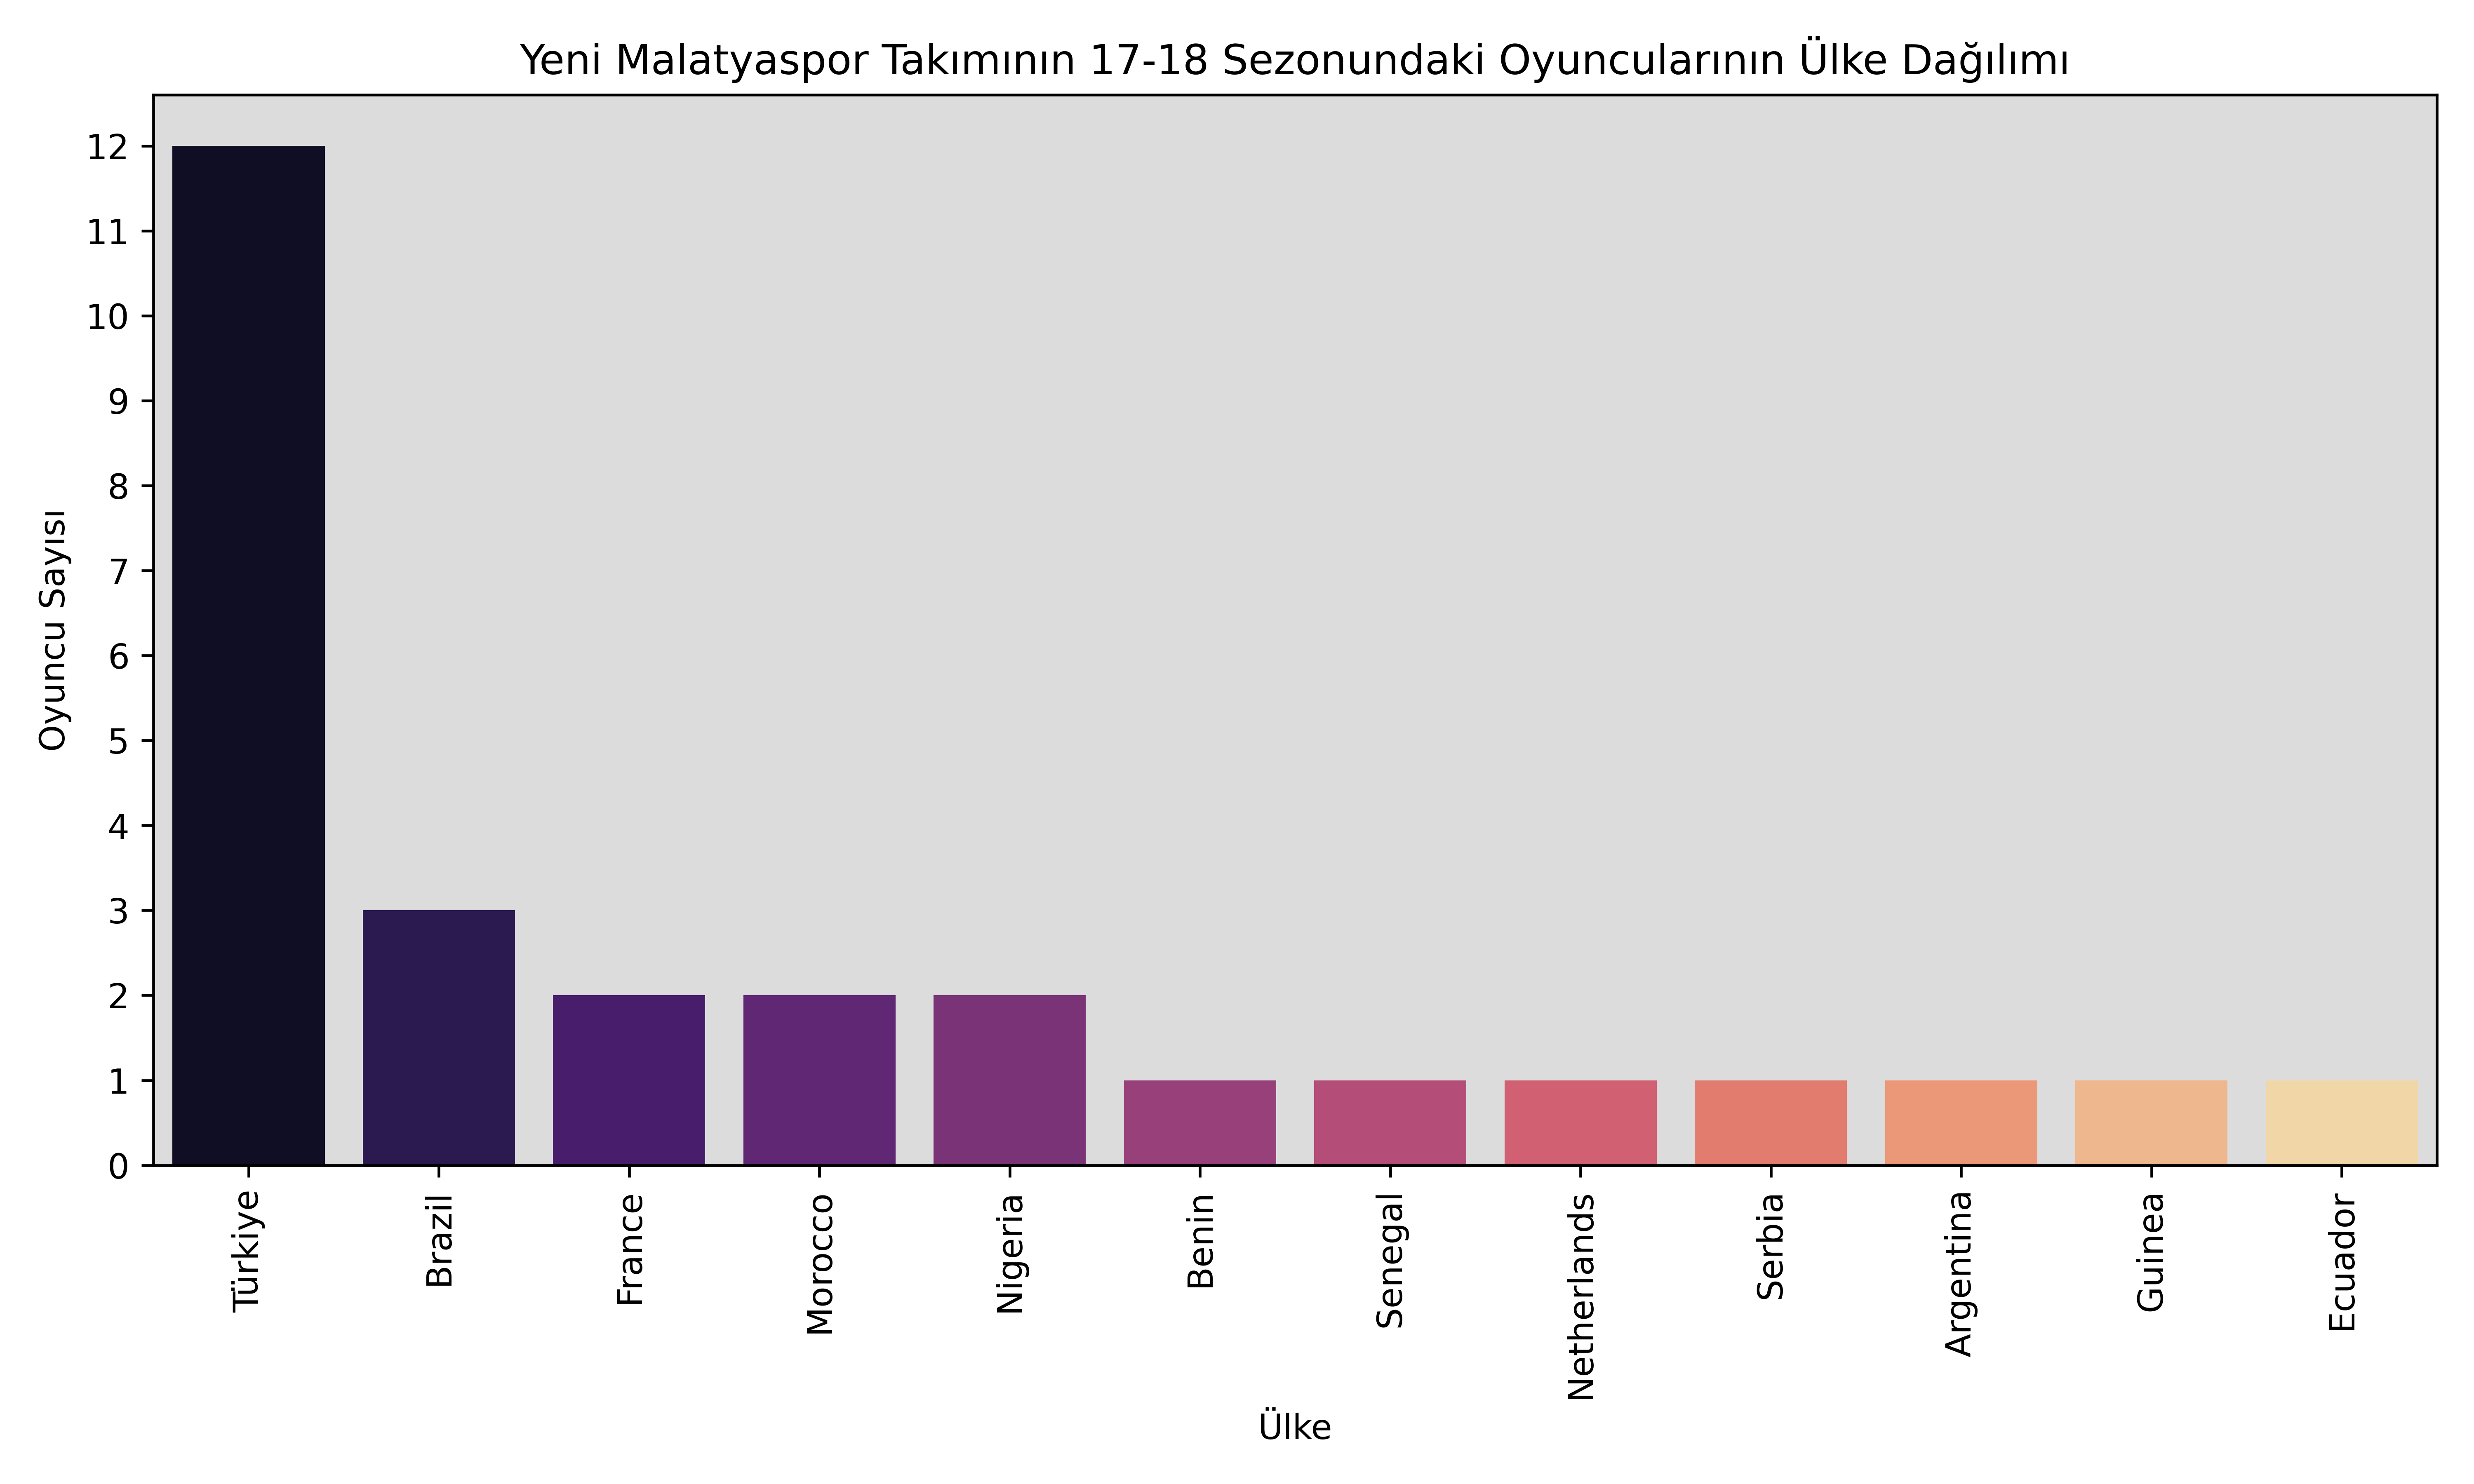 Yeni Malatyaspor Takımının 17-18 Sezonundaki Oyuncularının Ülke Dağılımı
Oyuncu Sayısı
12
11
10
9
8
7
6
5
4
3
2
1
0
Türkiye
Brazil
France
Morocco
Nigeria
Benin
Senegal
Netherlands
Serbia
Argentina
Guinea
Ecuador
Ülke